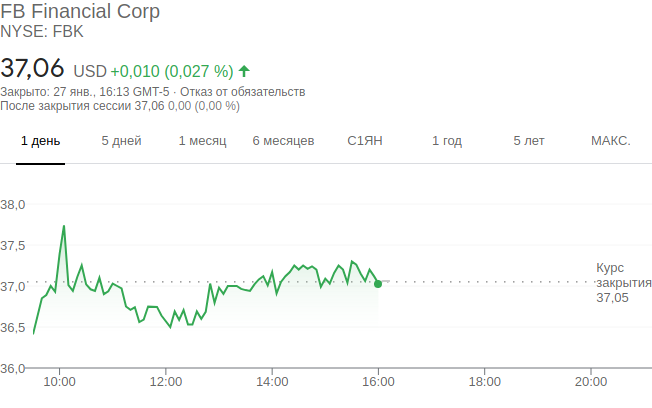 FB Financial Corp
NYSE: FBK
37,06 USD +0,010 (0,027 %)
Закрыто: 27 янв., 16:13 GMT-5 · Отказ от обязательств
После закрытия сессии 37,06 0,00 (0,00 %)
1 день 5 дней 1 месяц 6 месяцев С1ЯН 1 год 5 лет МАКС.
38,0
37,5
37,0
36,5
36,0
Курс
закрытия
37,05
10:00 12:00 14:00 16:00 18:00 20:00